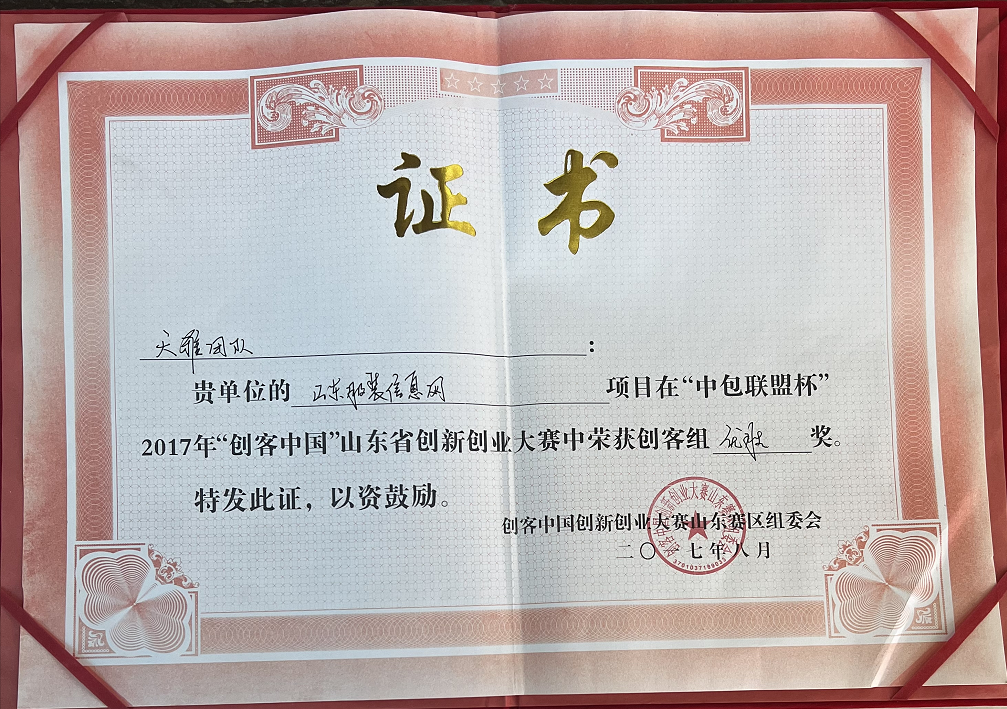 证书
天雅团队：
贵单位的 山东服装信息网 项目在“中包联盟杯”
2017年“创客中国”山东省创新创业大赛中荣获创客组 优胜 奖。
特发此证，以资鼓励。
创客中国创新创业大赛山东赛区组委会
二〇一七年八月